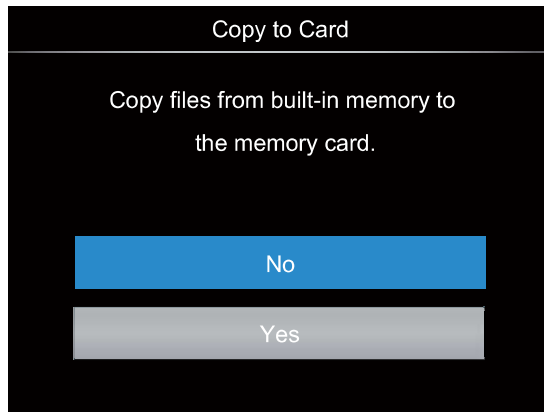 Copy to Card
Copy files from built-in memory to
the memory card.
No
Yes